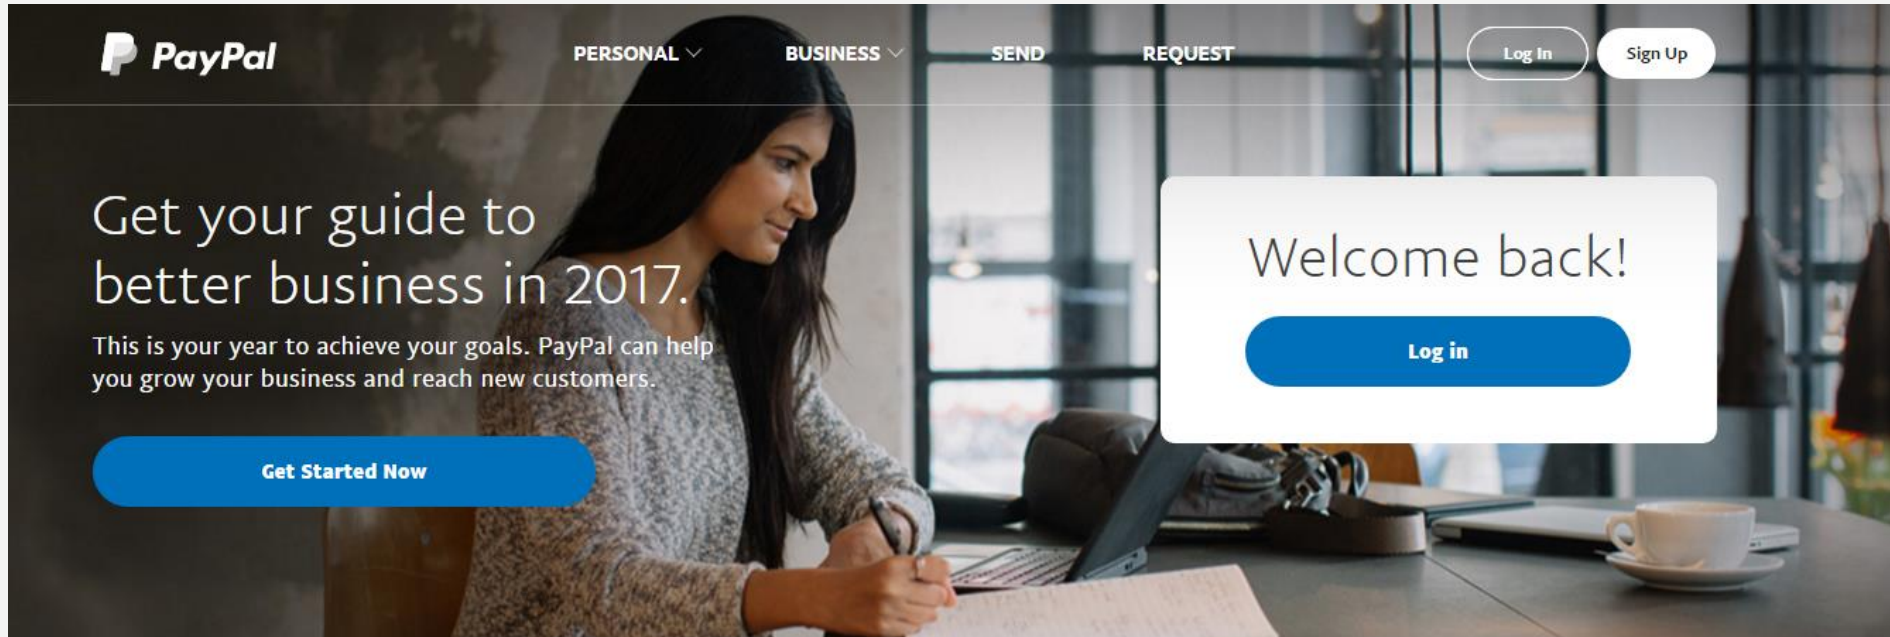 PayPal
PERSONAL
BUSINESS
SEND
REQUEST
Log In
Sign Up
Get your guide to
better business in 2017.
This is your year to achieve your goals. PayPal can help
you grow your business and reach new customers.
Get Started Now
Welcome back!
Log in